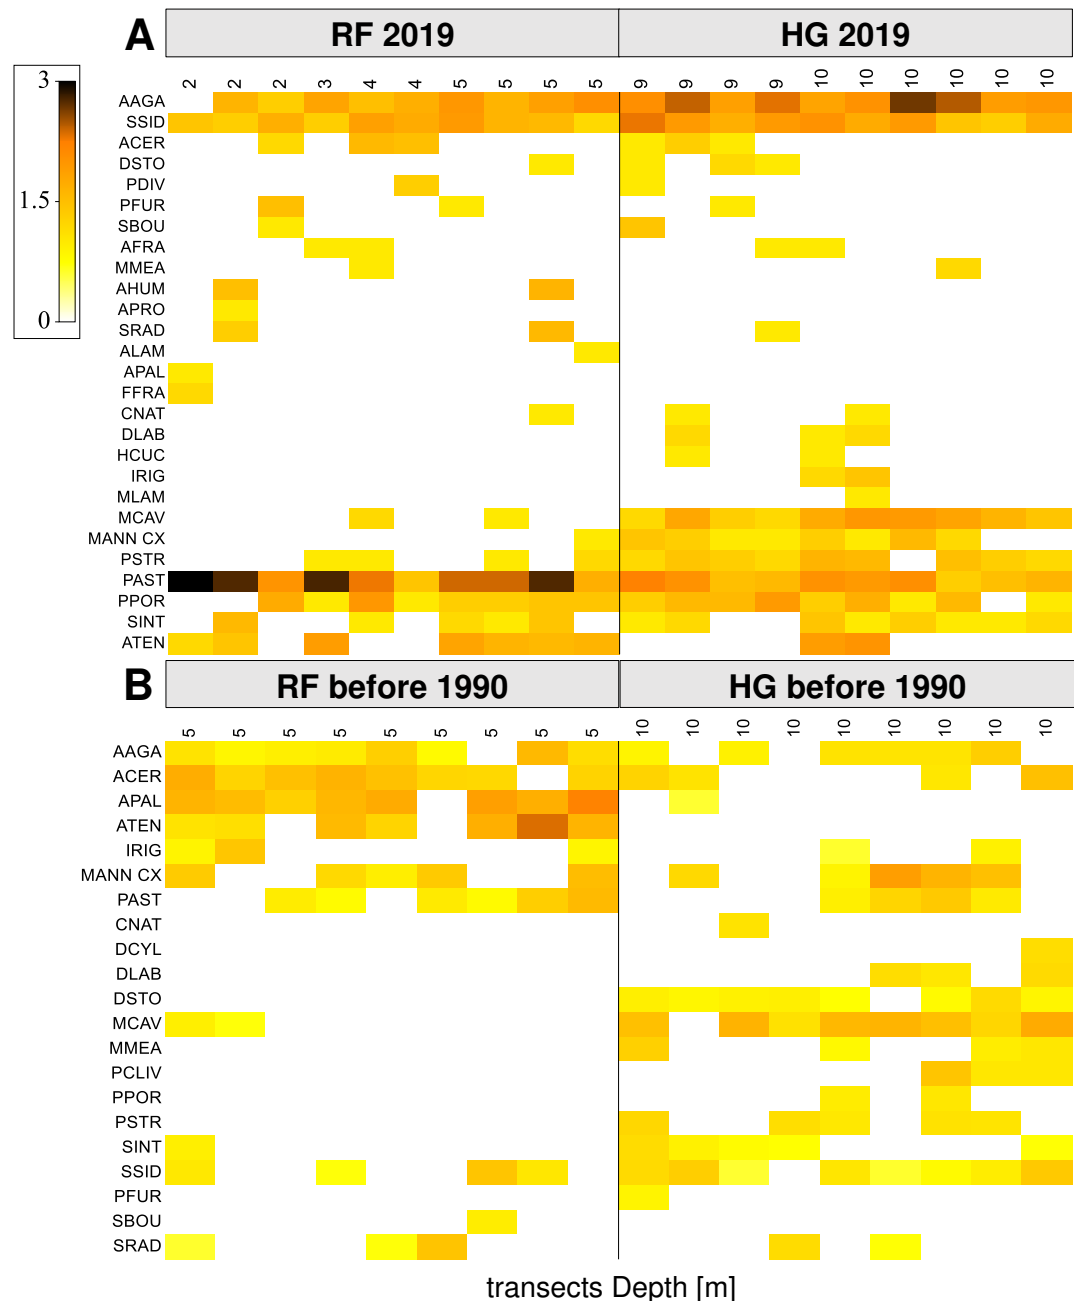 A
RF 2019
HG 2019
3
1.5
0
2 2 2 3 4 4 5 5 5 5 9 9 9 9 10 10 10 10 10 10
AAGA
SSID
ACER
DSTO
PDIV
PFUR
SBOU
AFRA
MMEA
AHUM
APRO
SRAD
ALAM
APAL
FFRA
CNAT
DLAB
HCUC
IRIG
MLAM
MCAV
MANN CX
PSTR
PAST
PPOR
SINT
ATEN
B
RF before 1990
HG before 1990
5 5 5 5 5 5 5 5 5 10 10 10 10 10 10 10 10 10
AAGA
ACER
APAL
ATEN
IRIG
MANN CX
PAST
CNAT
DCYL
DLAB
DSTO
MCAV
MMEA
PCLIV
PPOR
PSTR
SINT
SSID
PFUR
SBOU
SRAD
transects Depth [m]